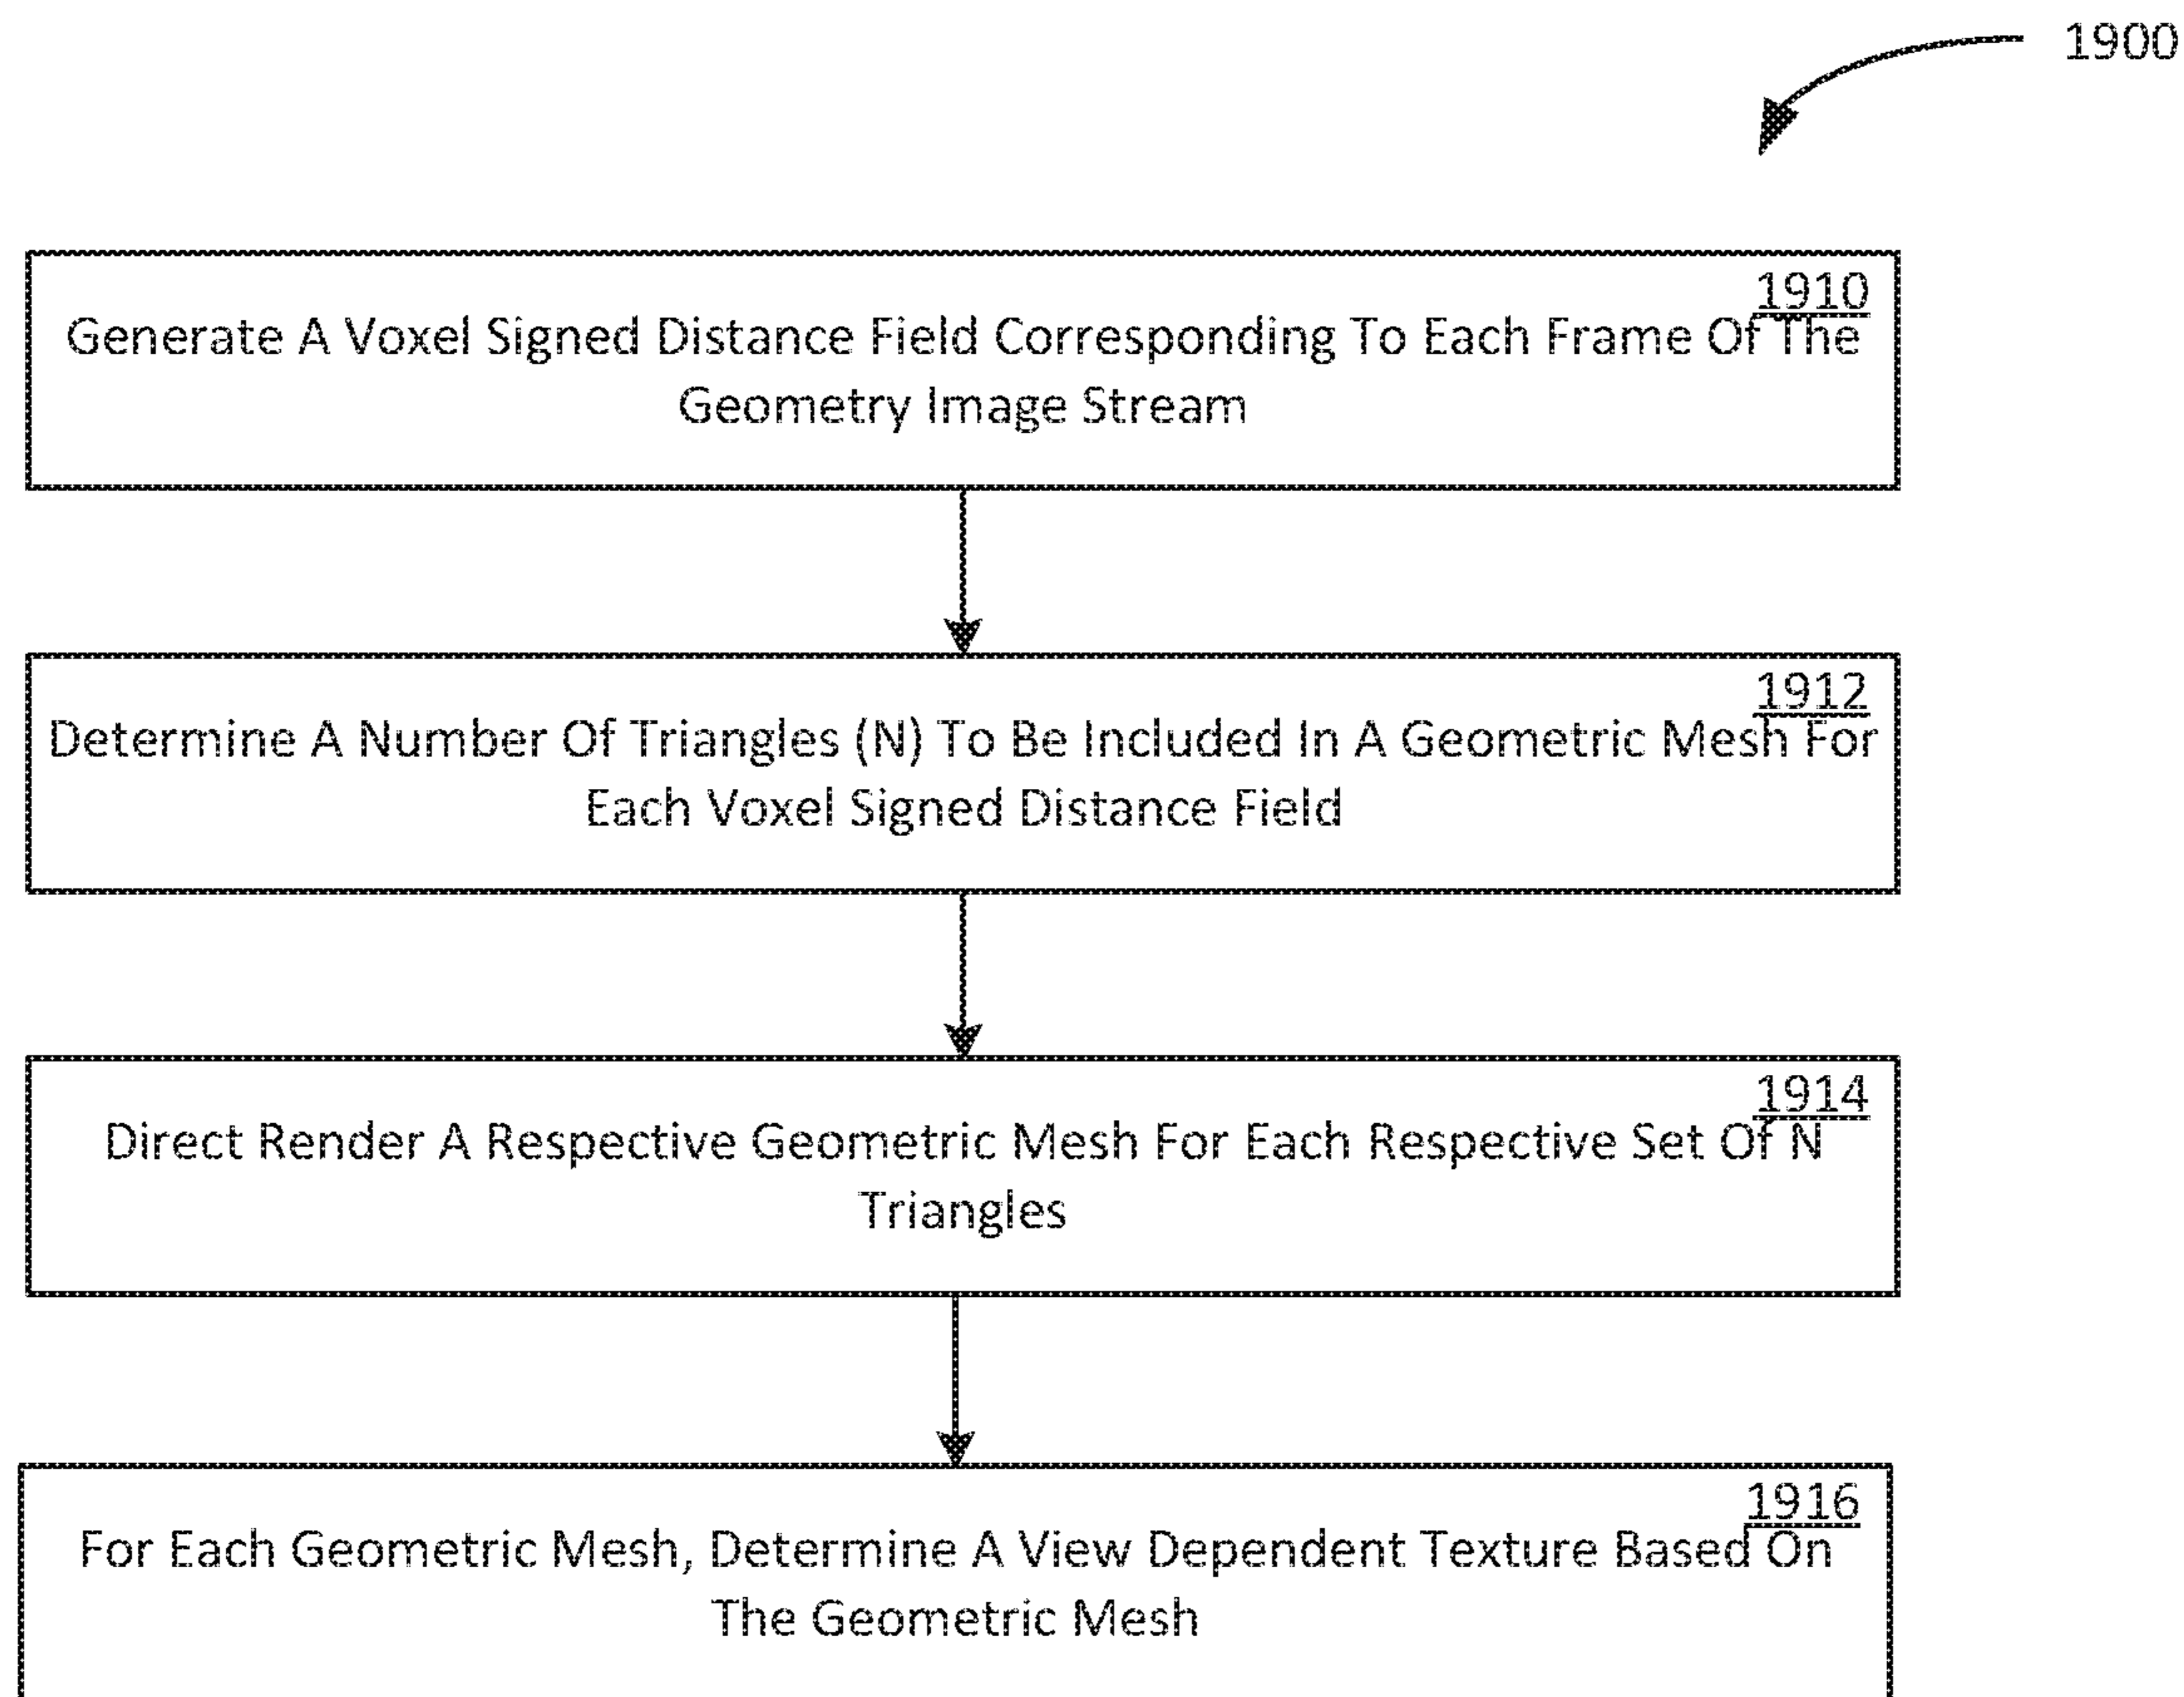 1900
1910
Generate A Voxel Signed Distance Field Corresponding To Each Frame Of The
Geometry Image Stream
1912
Determine A Number Of Triangles (N) To Be Included In A Geometric Mesh For
Each Voxel Signed Distance Field
1914
Direct Render A Respective Geometric Mesh For Each Respective Set Of N
Triangles
1916
For Each Geometric Mesh, Determine A View Dependent Texture Based On
The Geometric Mesh